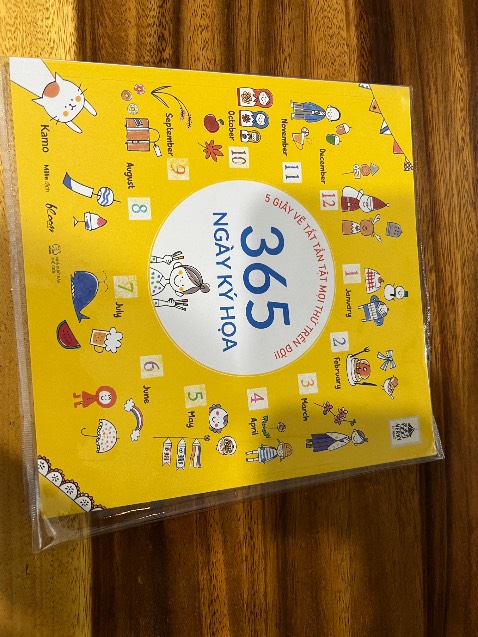 5 GIÂY VẼ TẤT TẦN TẬT MỌI THỨ TRÊN ĐỜI!
365
NGÀY KÝ HỌA
1
January
2
February
3
March
4
April
5
May
6
June
7
July
8
August
9
September
10
October
11
November
12
December
Kamo
bloom